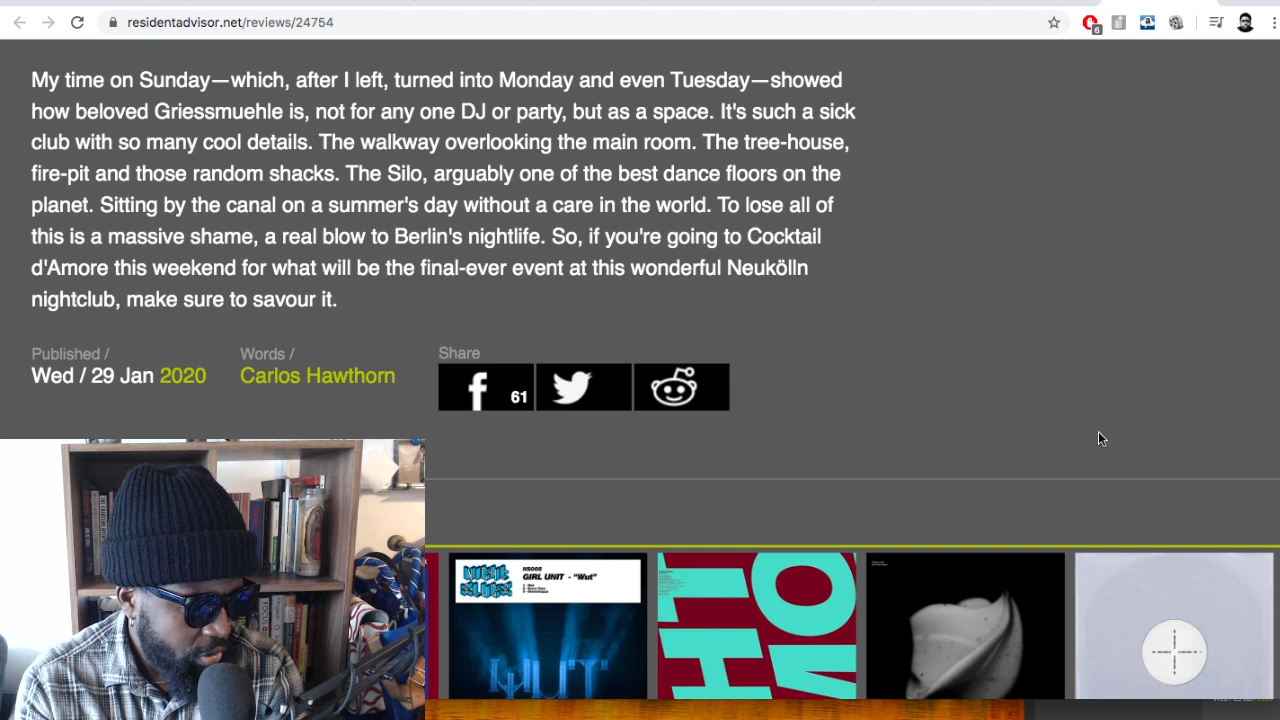 residentadvisor.net/reviews/24754
6
My time on Sunday—which, after I left, turned into Monday and even Tuesday—showed
how beloved Griessmuehle is, not for any one DJ or party, but as a space. It's such a sick
club with so many cool details. The walkway overlooking the main room. The tree-house,
fire-pit and those random shacks. The Silo, arguably one of the best dance floors on the
planet. Sitting by the canal on a summer's day without a care in the world. To lose all of
this is a massive shame, a real blow to Berlin's nightlife. So, if you're going to Cocktail
d'Amore this weekend for what will be the final-ever event at this wonderful Neukölln
nightclub, make sure to savour it.
Published /
Wed / 29 Jan 2020
Words /
Carlos Hawthorn
Share
61
NIGHT
SLUGS
NS008
GIRL UNIT - "Wut"
WUT